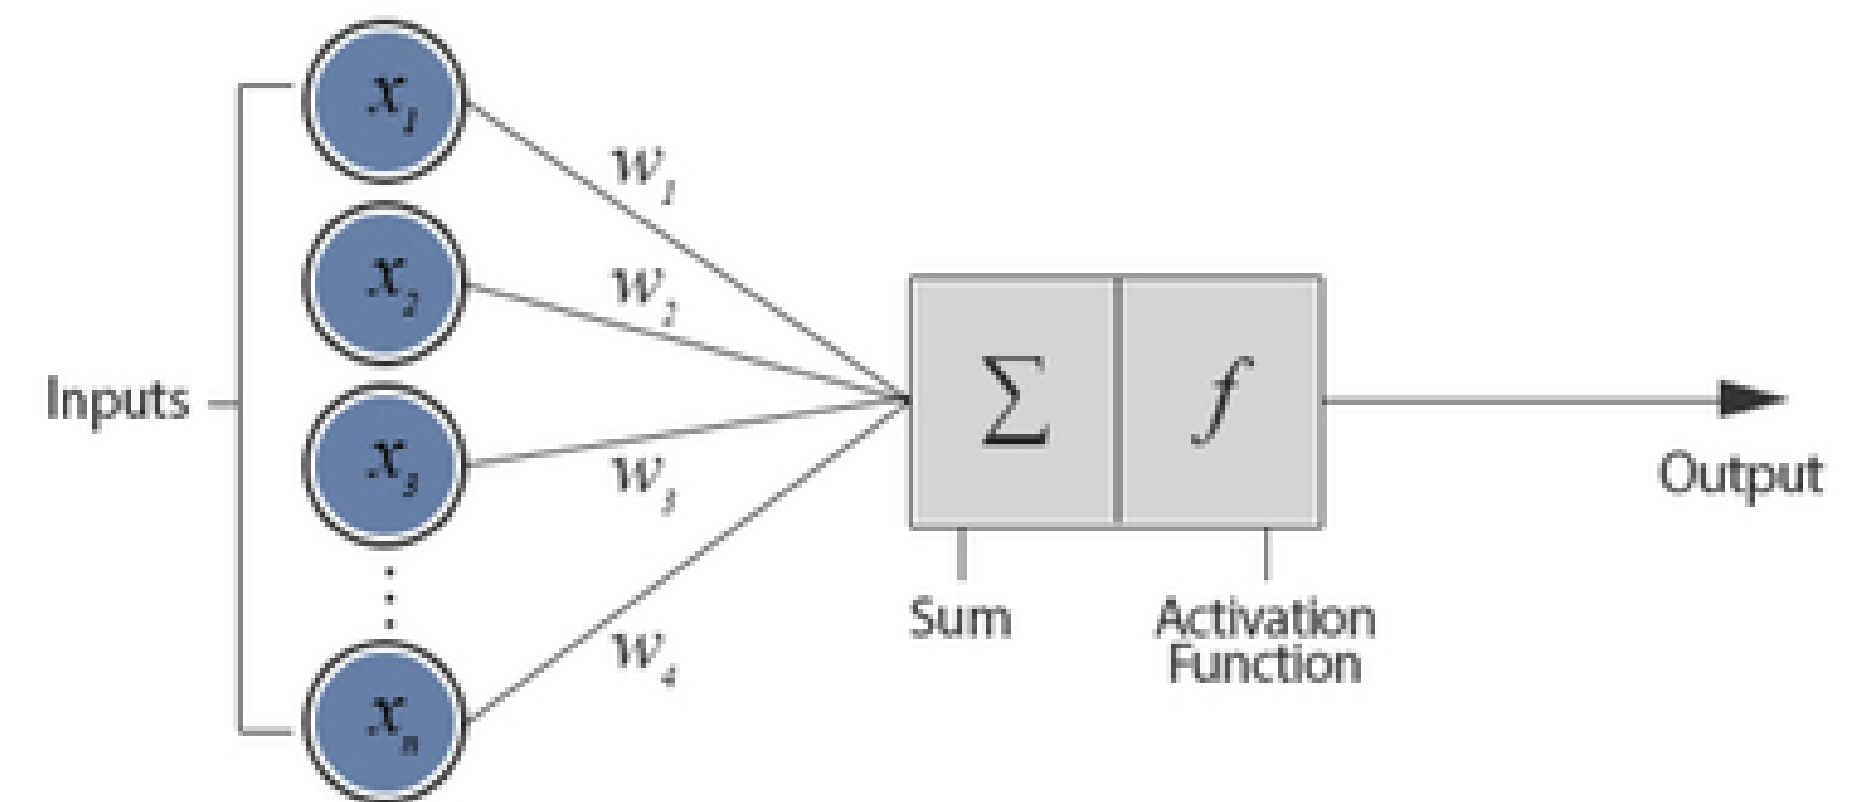 x₁
w₁
x₂
w₂
Inputs
x₃
w₃
Σ
f
Output
Sum
Activation
Function
w₄
xₙ